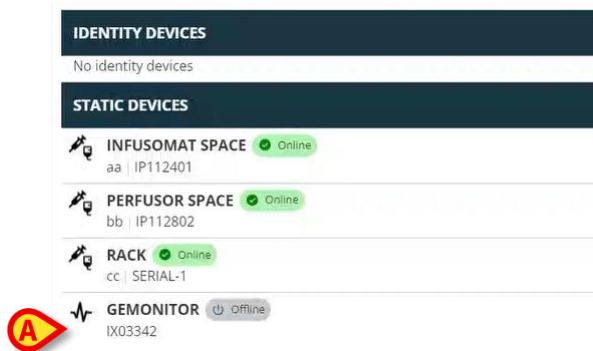 IDENTITY DEVICES
No identity devices
STATIC DEVICES
INFUSOMAT SPACE Online
aa | IP112401
PERFUSOR SPACE Online
bb | IP112802
RACK Online
cc | SERIAL-1
GEMONITOR Offline
A IX03342